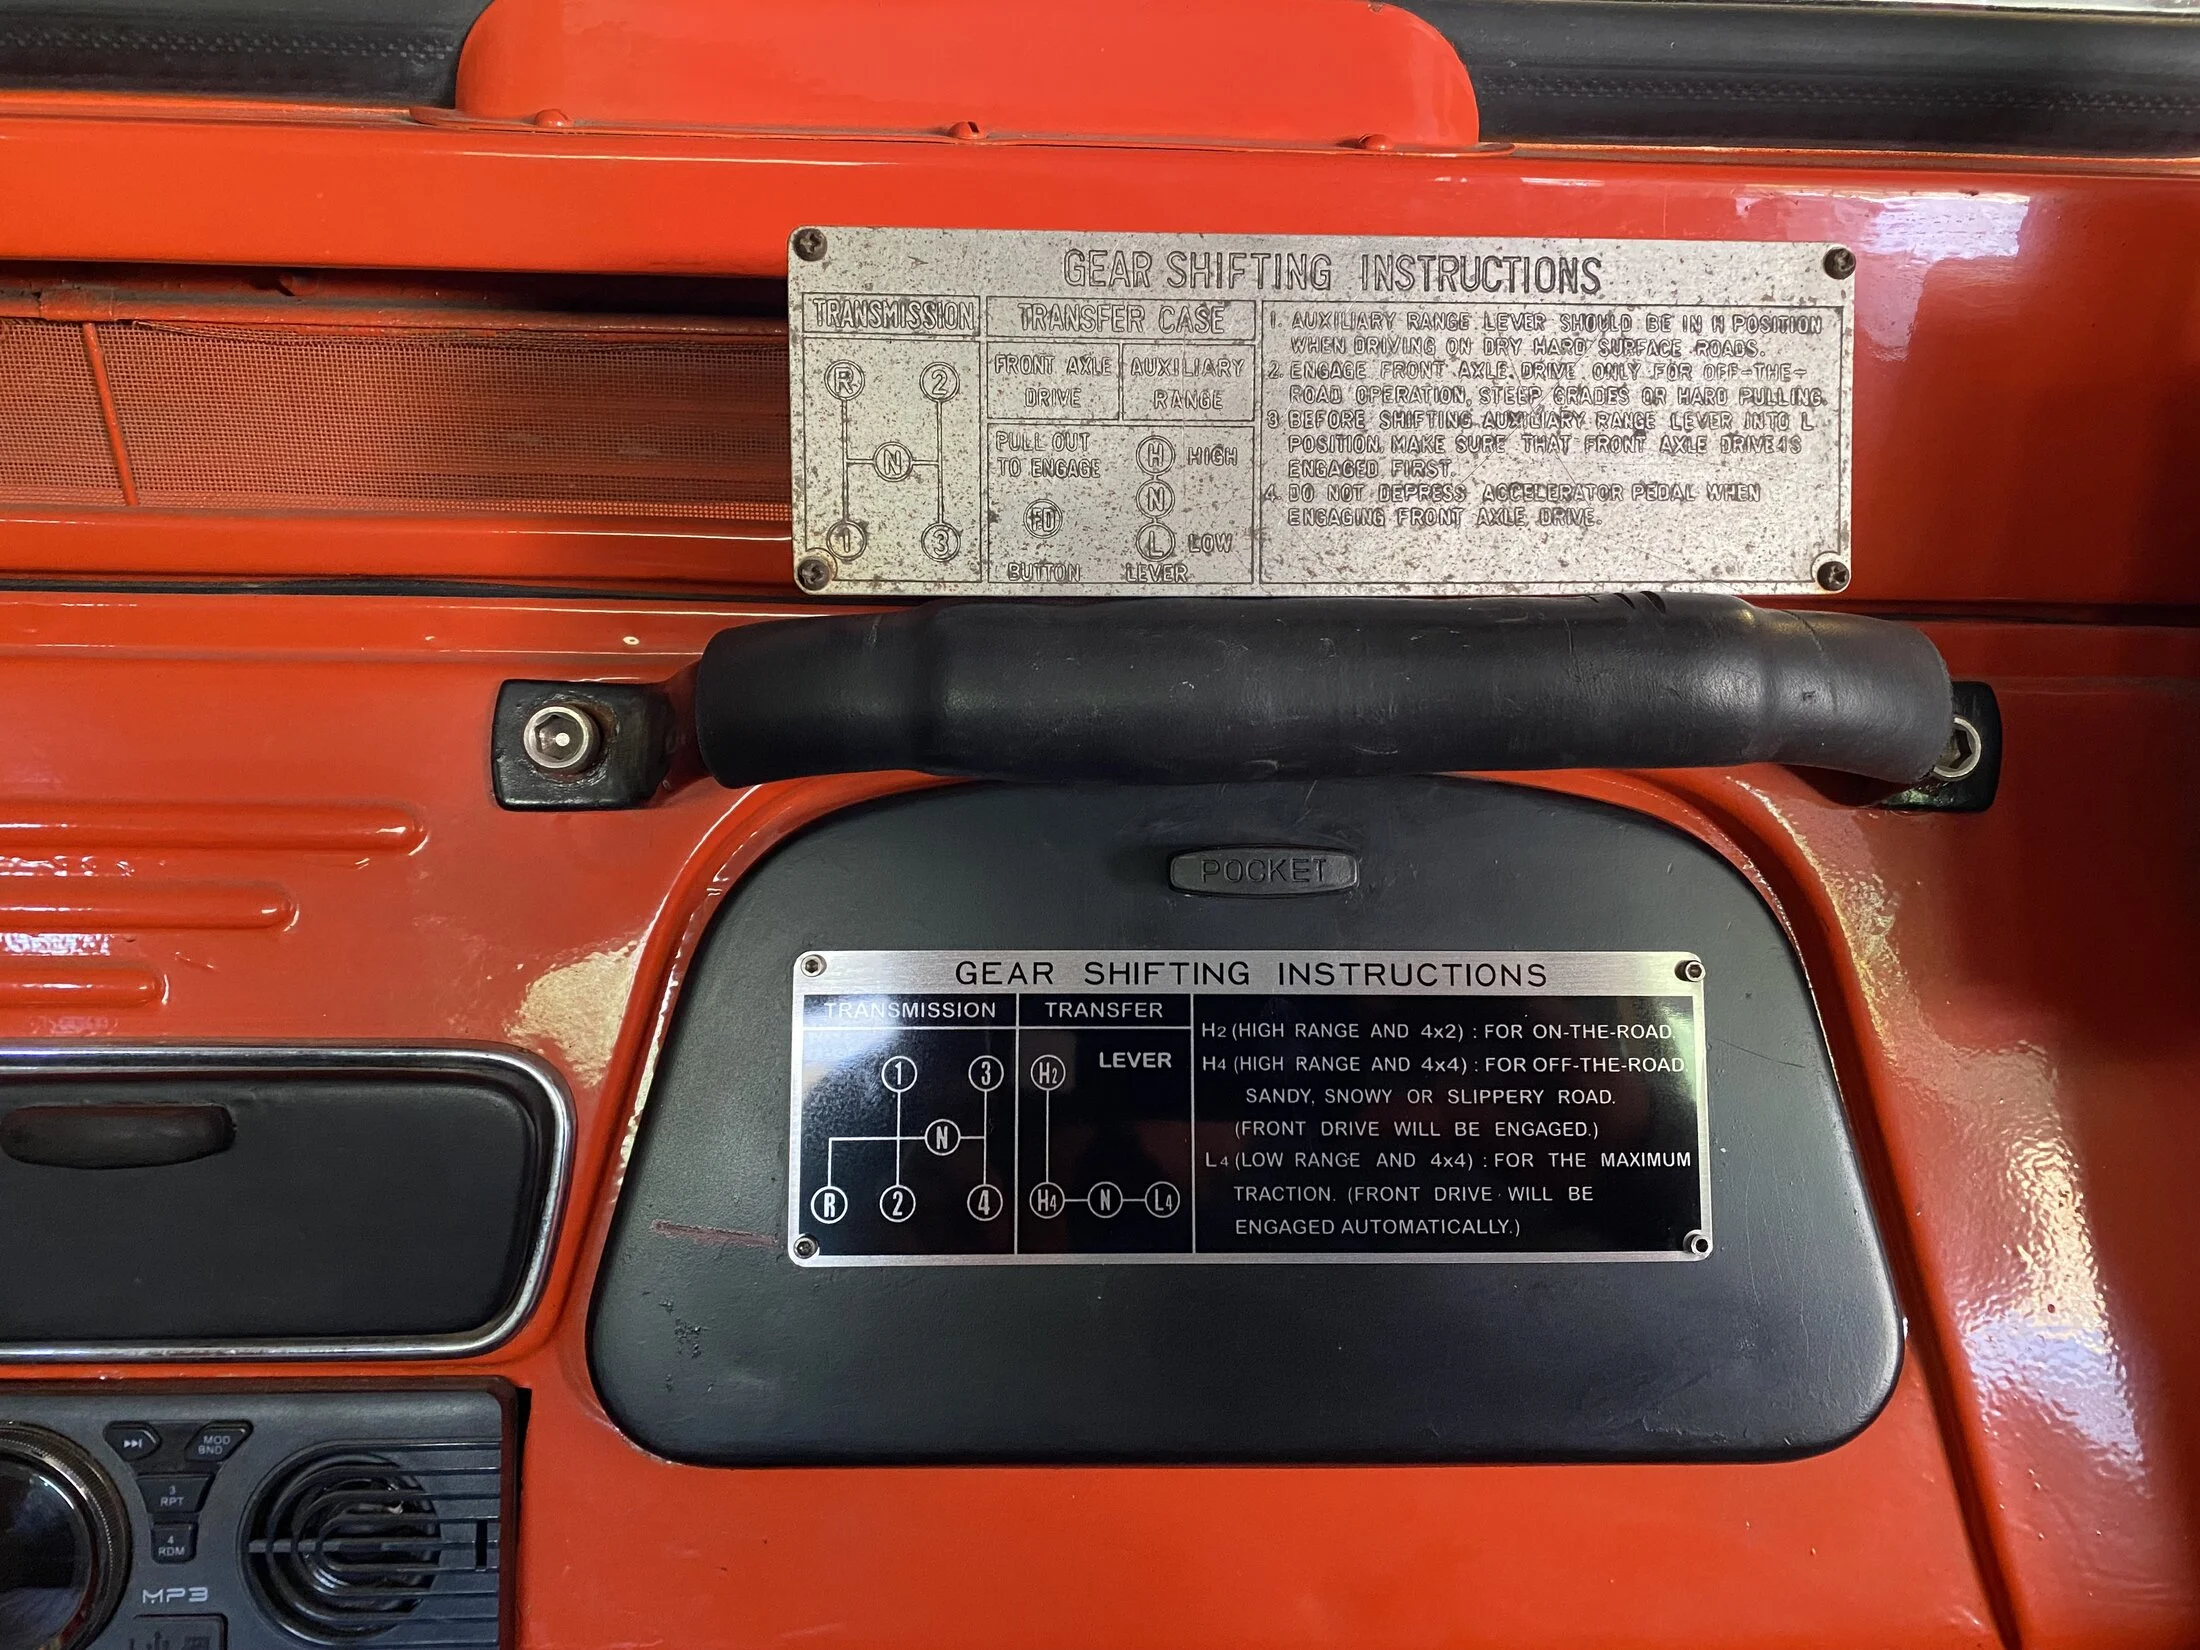 GEAR SHIFTING INSTRUCTIONS
TRANSMISSION
R 2
N
1 3
TRANSFER CASE
FRONT AXLE
DRIVE
AUXILIARY
RANGE
PULL OUT
TO ENGAGE
FD
BUTTON
H HIGH
N
L LOW
LEVER
1. AUXILIARY RANGE LEVER SHOULD BE IN H POSITION
WHEN DRIVING ON DRY HARD SURFACE ROADS.
2. ENGAGE FRONT AXLE DRIVE ONLY FOR OFF-THE-
ROAD OPERATION, STEEP GRADES OR HARD PULLING.
3 BEFORE SHIFTING AUXILIARY RANGE LEVER INTO L
POSITION, MAKE SURE THAT FRONT AXLE DRIVE IS
ENGAGED FIRST.
4. DO NOT DEPRESS ACCELERATOR PEDAL WHEN
ENGAGING FRONT AXLE DRIVE.
POCKET
GEAR SHIFTING INSTRUCTIONS
TRANSMISSION
1 3
N
R 2 4
TRANSFER
LEVER
H2
H4 N L4
H2 (HIGH RANGE AND 4x2) : FOR ON-THE-ROAD.
H4 (HIGH RANGE AND 4x4) : FOR OFF-THE-ROAD
SANDY, SNOWY OR SLIPPERY ROAD.
(FRONT DRIVE WILL BE ENGAGED.)
L4 (LOW RANGE AND 4x4) : FOR THE MAXIMUM
TRACTION. (FRONT DRIVE WILL BE
ENGAGED AUTOMATICALLY.)
MOD
BND
3
RPT
4
RDM
MP3